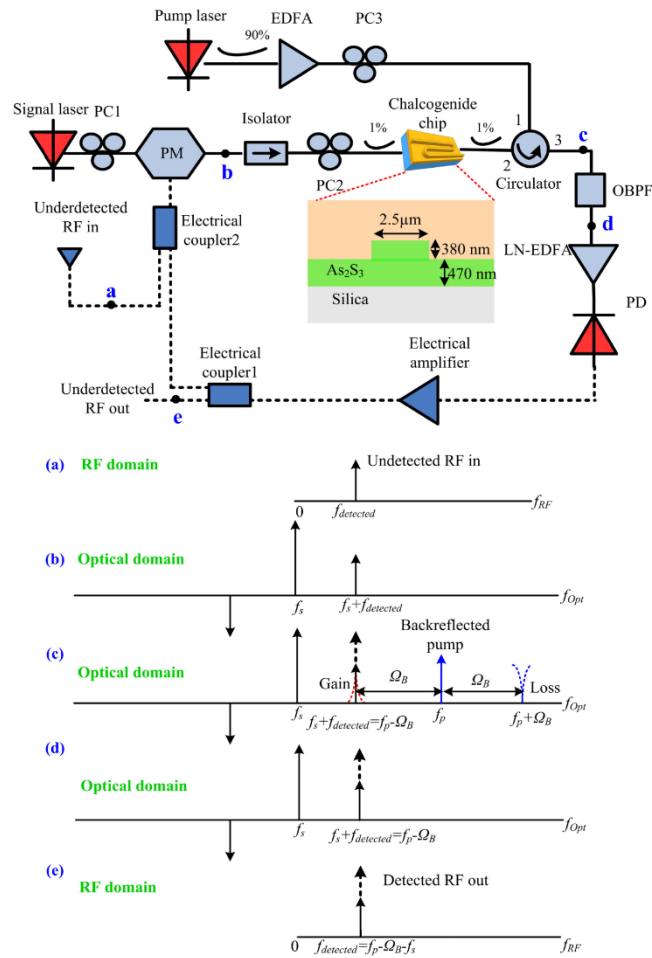 Pump laser
EDFA
PC3
90%
Signal laser
PC1
Isolator
Chalcogenide
chip
1%
1%
1
c
3
2
PM
b
PC2
Circulator
OBPF
Underdetected
RF in
Electrical
coupler2
2.5μm
380 nm
d
LN-EDFA
As2S3
470 nm
a
Silica
PD
Electrical
coupler1
Electrical
amplifier
Underdetected
RF out
e
(a) RF domain
Undetected RF in
0
fdetected
fRF
(b) Optical domain
fs
fs+fdetected
fOpt
(c) Optical domain
Backreflected
pump
Gain
ΩB
ΩB
Loss
fs
fs+fdetected=fp-ΩB
fp
fp+ΩB
fOpt
(d)
Optical domain
fs
fs+fdetected=fp-ΩB
fOpt
(e)
RF domain
Detected RF out
0
fdetected=fp-ΩB-fs
fRF